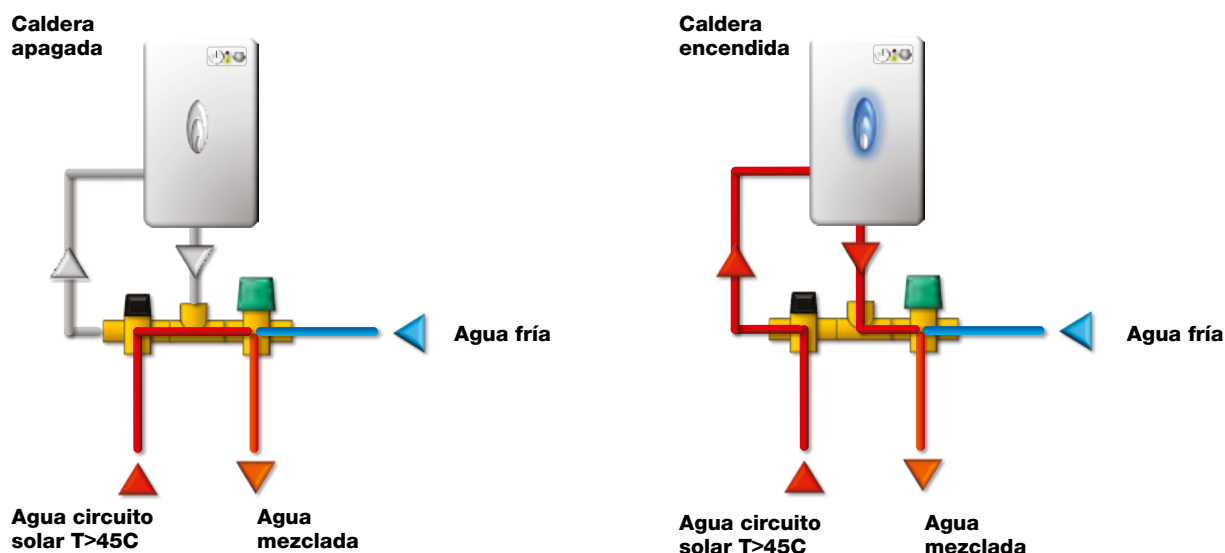 Caldera
apagada
Agua fría
Agua circuito
solar T>45C
Agua
mezclada
Caldera
encendida
Agua fría
Agua circuito
solar T>45C
Agua
mezclada